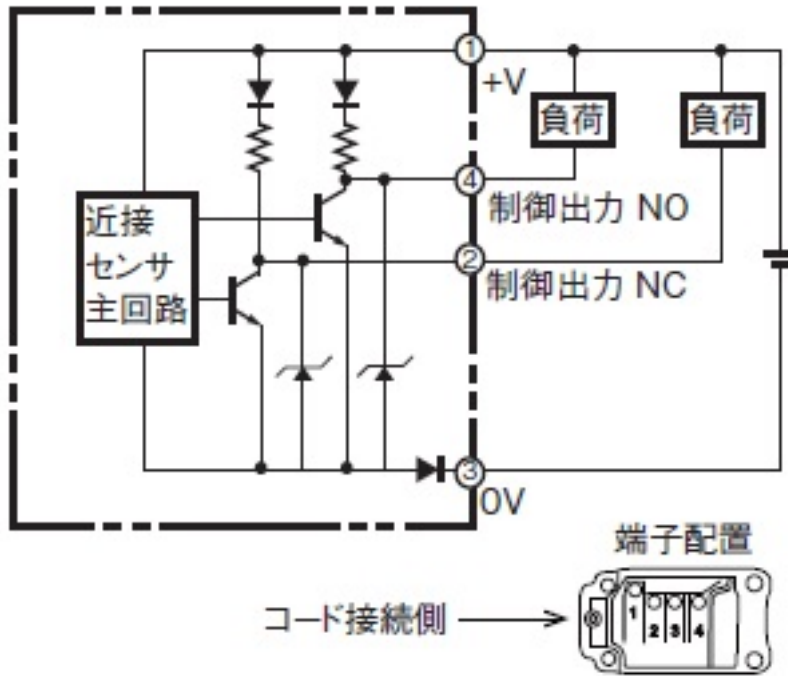 ①
+V
負荷
負荷
④
制御出力 NO
近接
センサ
主回路
②
制御出力 NC
③
0V
端子配置
コード接続側
1
2
3
4